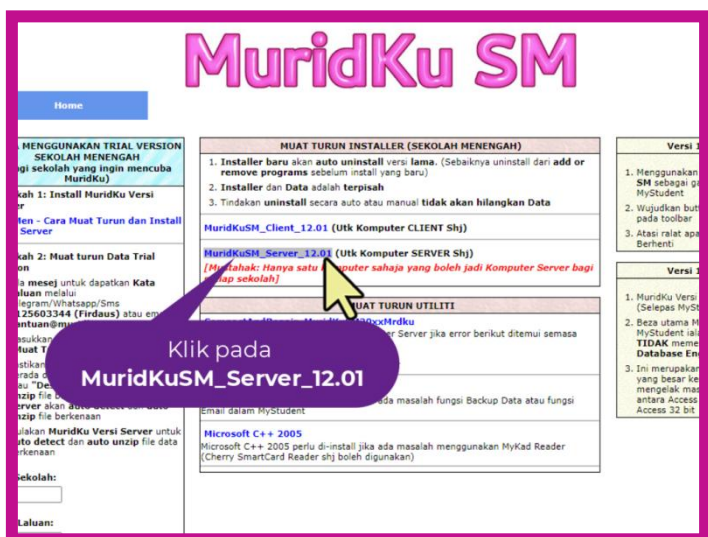 MuridKu SM
Home
MENGGUNAKAN TRIAL VERSION
SEKOLAH MENENGAH
sekolah yang ingin mencuba
MuridKu)
kah 1: Install MuridKu Versi
er
Men - Cara Muat Turun dan Install
Server
kah 2: Muat turun Data Trial
on
a mesej untuk dapatkan Kata
aluan melalui
legram/Whatsapp/Sms
125603344 (Firdaus) atau em
antuan@mu
asukkan
Muat T
astikan
erada d
au "Des
nzip file b
erver akan auto detect dan auto
nzip file berkenaan
ulakan MuridKu Versi Server untuk
uto detect dan auto unzip file data
erkenaan
Sekolah:
Laluan:
MUAT TURUN INSTALLER (SEKOLAH MENENGAH)
1. Installer baru akan auto uninstall versi lama. (Sebaiknya uninstall dari add or
remove programs sebelum install yang baru)
2. Installer dan Data adalah terpisah
3. Tindakan uninstall secara auto atau manual tidak akan hilangkan Data
MuridKuSM_Client_12.01 (Utk Komputer CLIENT Shj)
MuridKuSM_Server_12.01 (Utk Komputer SERVER Shj)
Hanya satu komputer sahaja yang boleh jadi Komputer Server bagi
sekolah]
MUAT TURUN UTILITI
er Server jika error berikut ditemui semasa
Klik pada
MuridKuSM_Server_12.01
ada masalah fungsi Backup Data atau fungsi
Email dalam MyStudent
Microsoft C++ 2005
Microsoft C++ 2005 perlu di-install jika ada masalah menggunakan MyKad Reader
(Cherry SmartCard Reader shj boleh digunakan)
Versi 1
1. Menggunakan
SM sebagai ga
MyStudent
2. Wujudkan but
pada toolbar
3. Atasi ralat apa
Berhenti
Versi 1
1. MuridKu Versi
(Selepas MySt
2. Beza utama M
MyStudent iala
TIDAK meme
Database En
3. Ini merupakan
yang besar ke
mengelak mas
antara Access
Access 32 bit